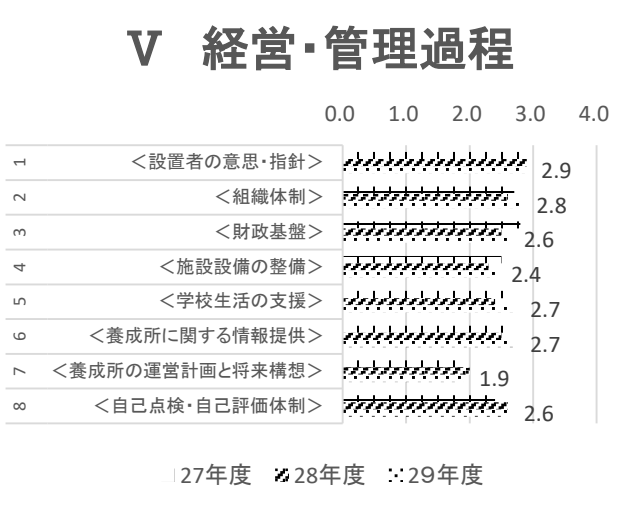 Ⅴ 経営・管理過程
0.0 1.0 2.0 3.0 4.0
1 ＜設置者の意思・指針＞ 2.9
2 ＜組織体制＞ 2.8
3 ＜財政基盤＞ 2.6
4 ＜施設設備の整備＞ 2.4
5 ＜学校生活の支援＞ 2.7
6 ＜養成所に関する情報提供＞ 2.7
7 ＜養成所の運営計画と将来構想＞ 1.9
8 ＜自己点検・自己評価体制＞ 2.6
27年度 28年度 29年度